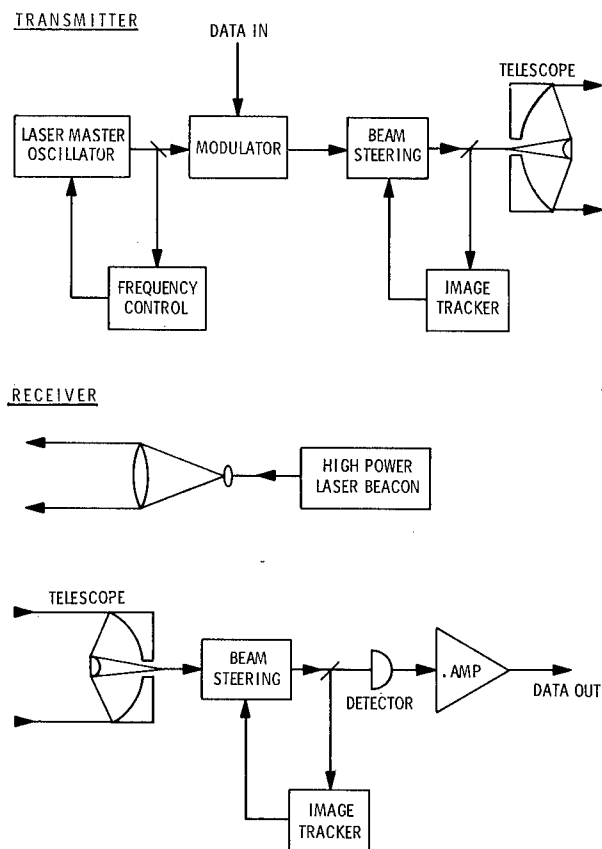 TRANSMITTER
DATA IN
TELESCOPE
LASER MASTER
OSCILLATOR
MODULATOR
BEAM
STEERING
FREQUENCY
CONTROL
IMAGE
TRACKER
RECEIVER
HIGH POWER
LASER BEACON
TELESCOPE
BEAM
STEERING
DETECTOR
. AMP
DATA OUT
IMAGE
TRACKER